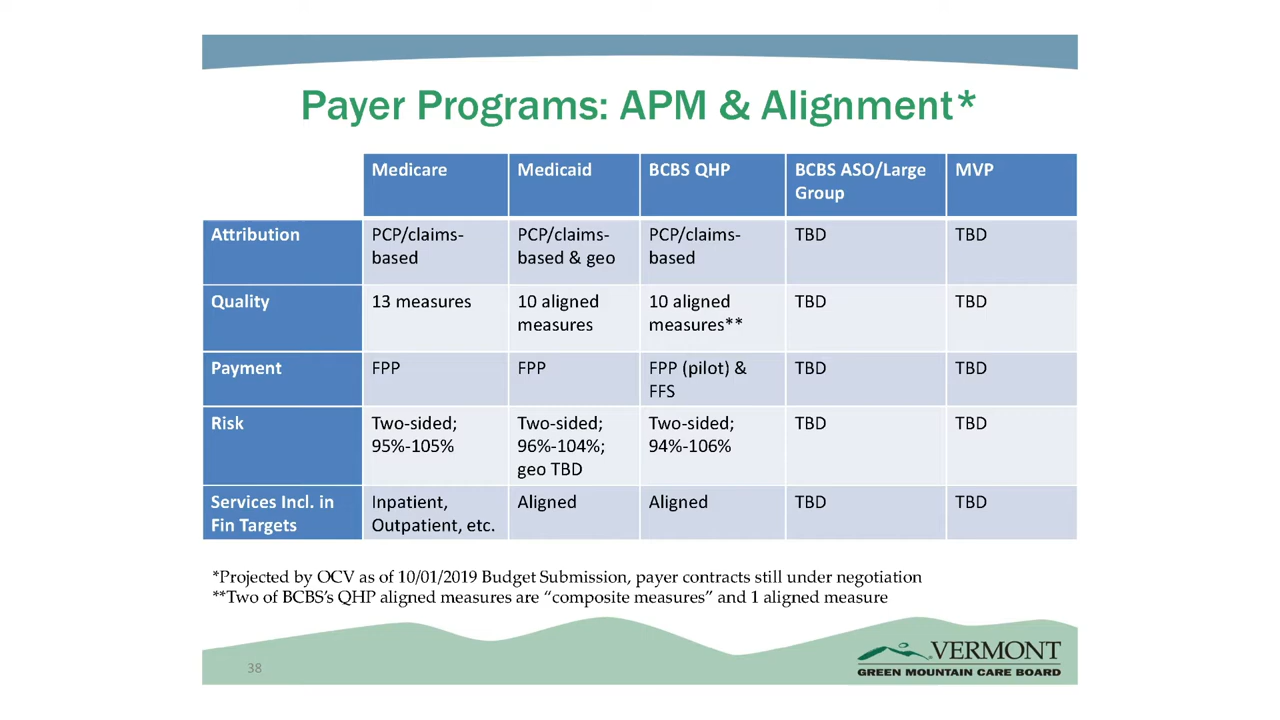 Payer Programs: APM & Alignment*
Medicare Medicaid BCBS QHP BCBS ASO/Large MVP
Group
Attribution PCP/claims- PCP/claims- PCP/claims- TBD TBD
based based & geo based
Quality 13 measures 10 aligned 10 aligned TBD TBD
measures measures**
Payment FPP FPP FPP (pilot) & TBD TBD
FFS
Risk Two-sided; Two-sided; Two-sided; TBD TBD
95%-105% 96%-104%; 94%-106%
geo TBD
Services Incl. in Inpatient, Aligned Aligned TBD TBD
Fin Targets Outpatient, etc.
*Projected by OCV as of 10/01/2019 Budget Submission, payer contracts still under negotiation
**Two of BCBS's QHP aligned measures are “composite measures” and 1 aligned measure
38
VERMONT
GREEN MOUNTAIN CARE BOARD